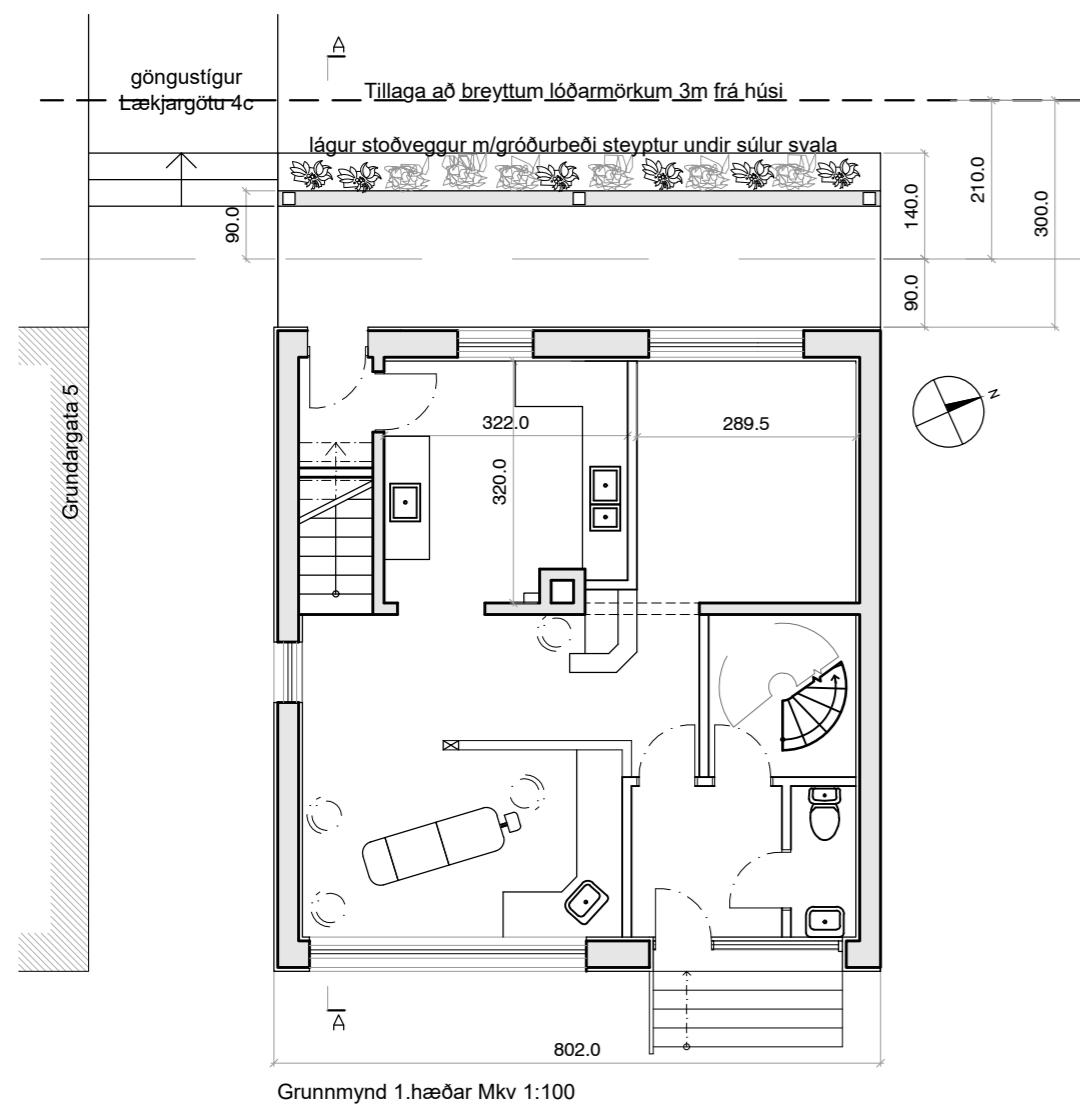 A
göngustígur
Lækjargötu 4c
Tillaga að breyttum lóðarmörkum 3m frá húsi
lágur stoðveggur m/gróðurbeði steyptur undir súlur svala
90.0
140.0
210.0
300.0
90.0
Grundargata 5
N
322.0
289.5
320.0
A
802.0
Grunnmynd 1.hæðar Mkv 1:100